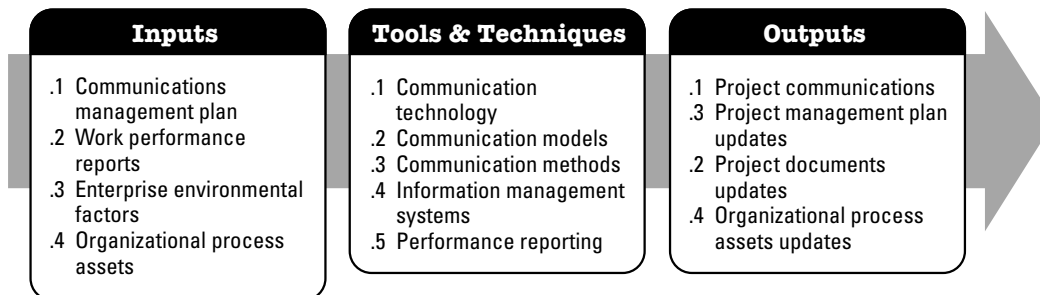 Inputs
.1 Communications
management plan
.2 Work performance
reports
.3 Enterprise environmental
factors
.4 Organizational process
assets
Tools & Techniques
.1 Communication
technology
.2 Communication models
.3 Communication methods
.4 Information management
systems
.5 Performance reporting
Outputs
.1 Project communications
.3 Project management plan
updates
.2 Project documents
updates
.4 Organizational process
assets updates